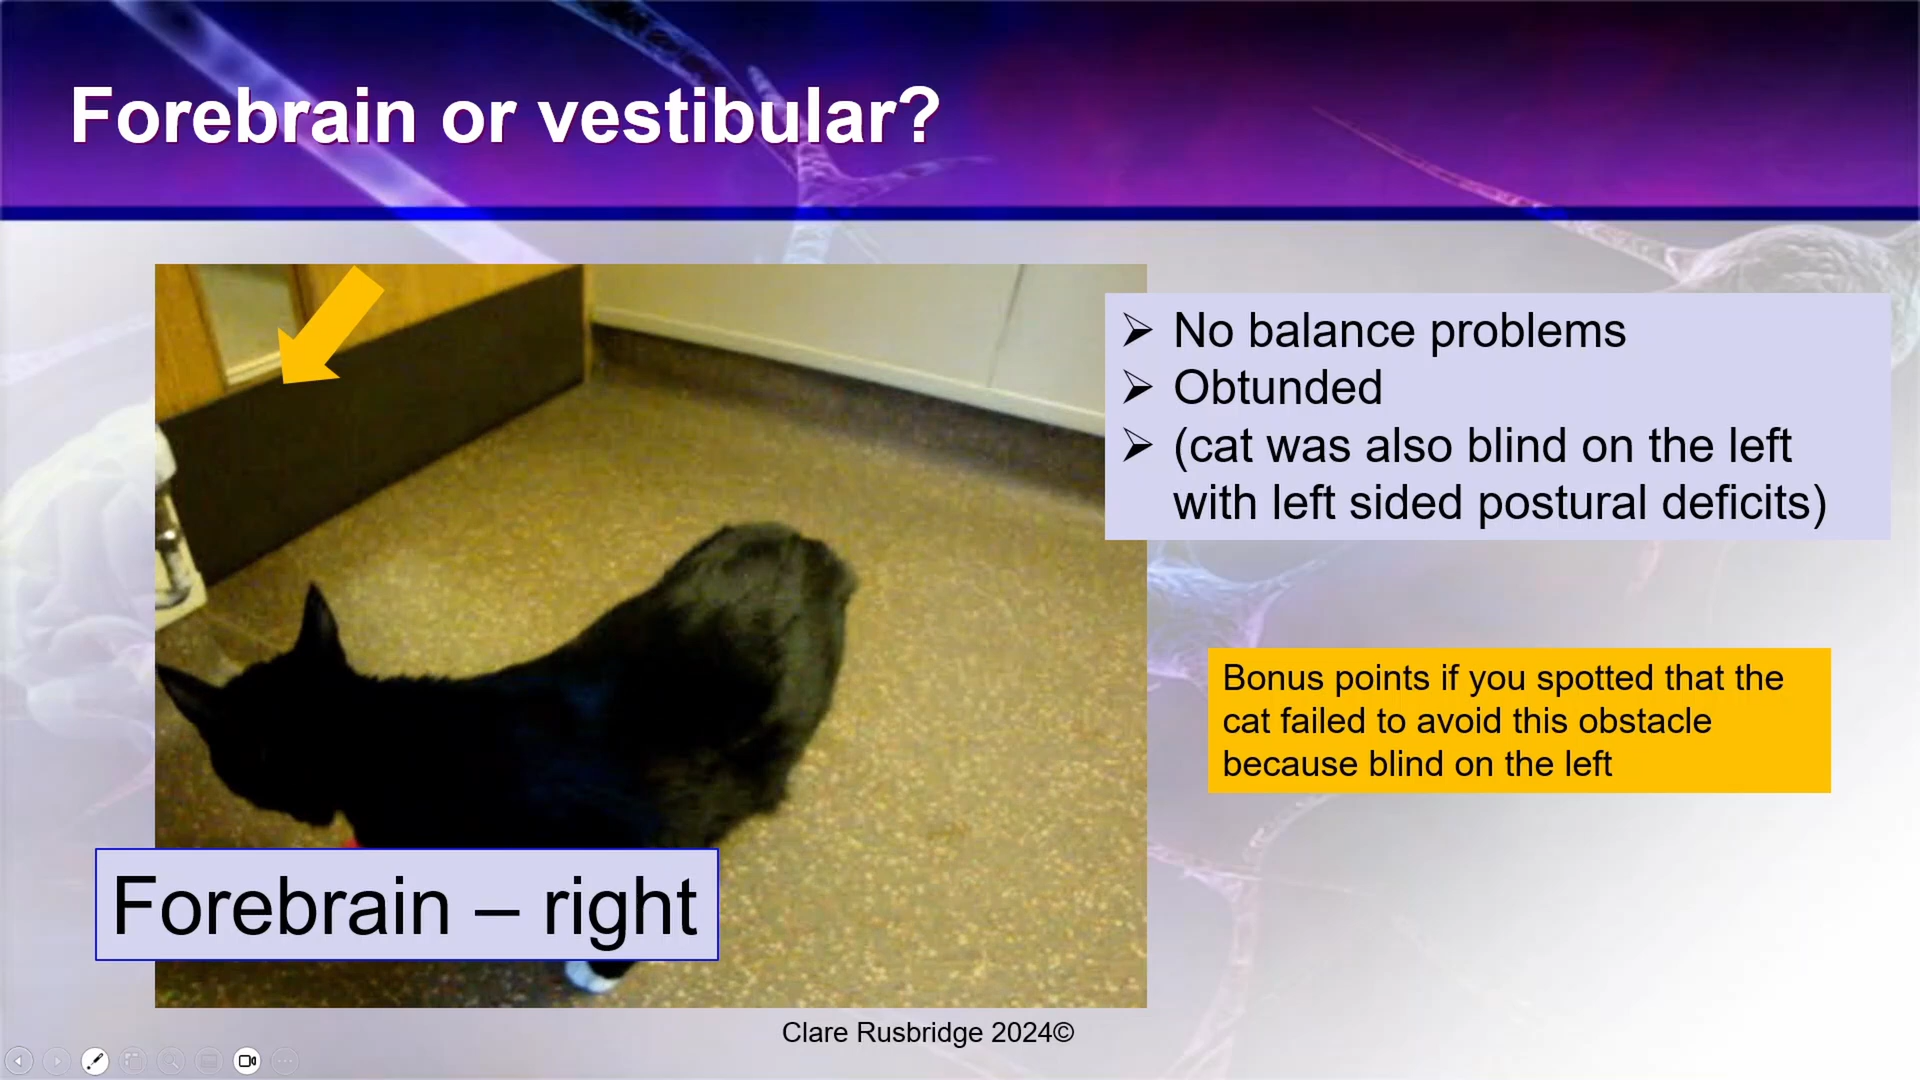 Forebrain or vestibular?
➢ No balance problems
➢ Obtunded
➢ (cat was also blind on the left
with left sided postural deficits)
Bonus points if you spotted that the
cat failed to avoid this obstacle
because blind on the left
Forebrain – right
Clare Rusbridge 2024©